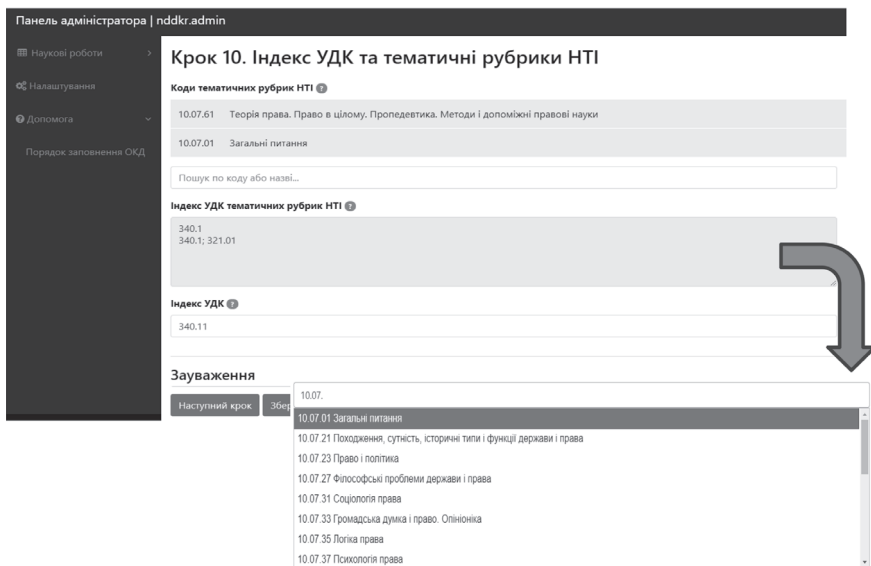 Панель адміністратора | nddkr.admin
Наукові роботи
Налаштування
Допомога
Порядок заповнення ОКД
Крок 10. Індекс УДК та тематичні рубрики НТІ
Коди тематичних рубрик НТІ ?
10.07.61 Теорія права. Право в цілому. Пропедевтика. Методи і допоміжні правові науки
10.07.01 Загальні питання
Пошук по коду або назві...
Індекс УДК тематичних рубрик НТІ ?
340.1
340.1; 321.01
Індекс УДК ?
340.11
Зауваження
Наступний крок Збер
10.07.
10.07.01 Загальні питання
10.07.21 Походження, сутність, історичні типи і функції держави і права
10.07.23 Право і політика
10.07.27 Філософські проблеми держави і права
10.07.31 Соціологія права
10.07.33 Громадська думка і право. Опініоніка
10.07.35 Логіка права
10.07.37 Психологія права